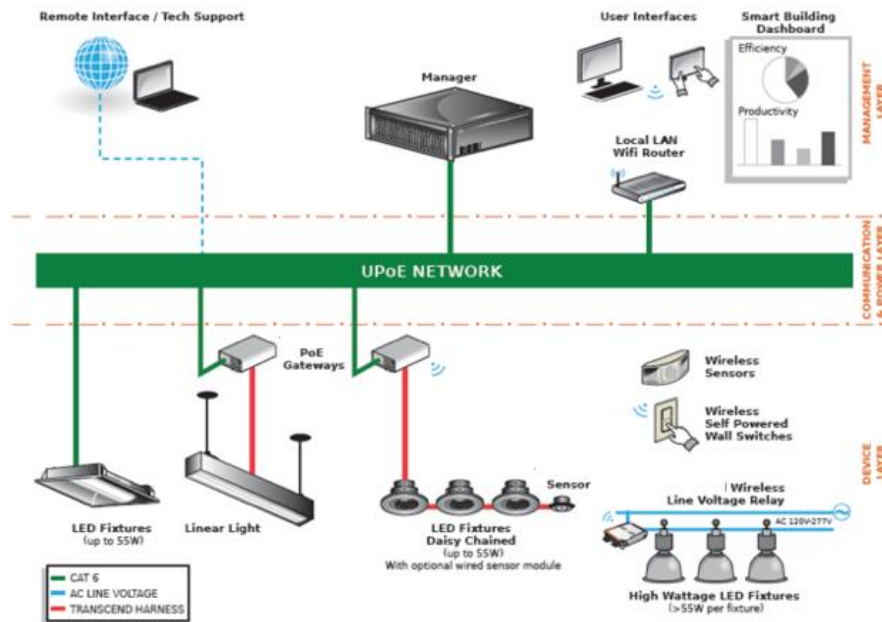 Remote Interface / Tech Support
User Interfaces
Smart Building
Dashboard
Efficiency
Productivity
Manager
Local LAN
Wifi Router
MANAGEMENT
LAYER
UPoE NETWORK
COMMUNICATION
& POWER LAYER
PoE
Gateways
Wireless
Sensors
Wireless
Self Powered
Wall Switches
DEVICE
LAYER
LED Fixtures
(up to 55W)
Linear Light
Sensor
LED Fixtures
Daisy Chained
(up to 55W)
With optional wired sensor module
Wireless
Line Voltage Relay
AC 120V-277V
High Wattage LED Fixtures
(>55W per fixture)
CAT 6
AC LINE VOLTAGE
TRANSCEND HARNESS